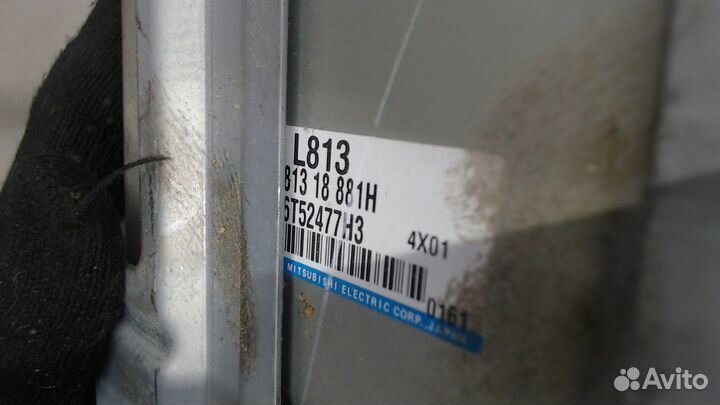 L813
813 18 881H
6T52477H3 4X01
0161
MITSUBISHI ELECTRIC CORP., JAPAN
Avito